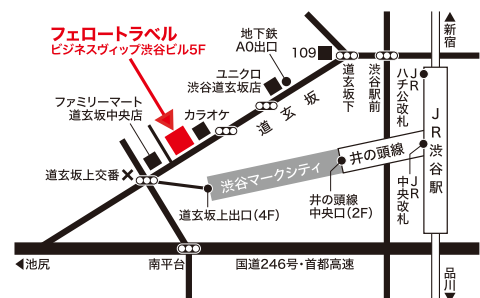 フェロートラベル
ビジネスヴィップ渋谷ビル5F
地下鉄
A0出口
109
▲新宿
ユニクロ
渋谷道玄坂店
道玄坂下
渋谷駅前
JR
ハチ公改札
ファミリーマート
道玄坂中央店
カラオケ
道玄坂
JR渋谷駅
井の頭線
渋谷マークシティ
道玄坂上交番
道玄坂上出口(4F)
井の頭線
中央口(2F)
JR
中央改札
◀池尻
南平台
国道246号・首都高速
品川▼